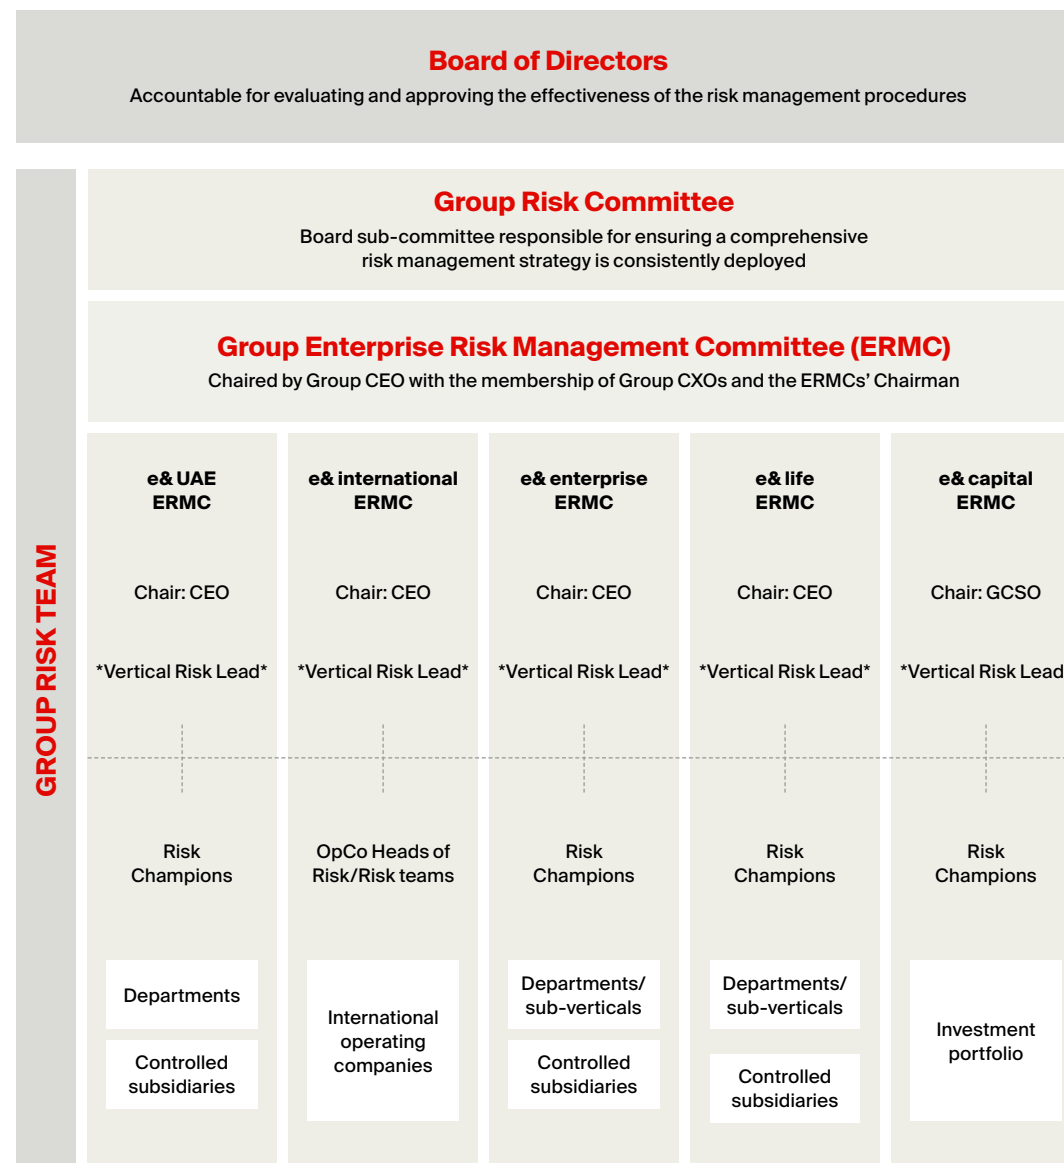 Board of Directors
Accountable for evaluating and approving the effectiveness of the risk management procedures
GROUP RISK TEAM
Group Risk Committee
Board sub-committee responsible for ensuring a comprehensive
risk management strategy is consistently deployed
Group Enterprise Risk Management Committee (ERMC)
Chaired by Group CEO with the membership of Group CXOs and the ERMCs’ Chairman
e& UAE
ERMC
Chair: CEO
*Vertical Risk Lead*
Risk
Champions
Departments
Controlled
subsidiaries
e& international
ERMC
Chair: CEO
*Vertical Risk Lead*
OpCo Heads of
Risk/Risk teams
International
operating
companies
e& enterprise
ERMC
Chair: CEO
*Vertical Risk Lead*
Risk
Champions
Departments/
sub-verticals
Controlled
subsidiaries
e& life
ERMC
Chair: CEO
*Vertical Risk Lead*
Risk
Champions
Departments/
sub-verticals
Controlled
subsidiaries
e& capital
ERMC
Chair: GCSO
*Vertical Risk Lead
Risk
Champions
Investment
portfolio